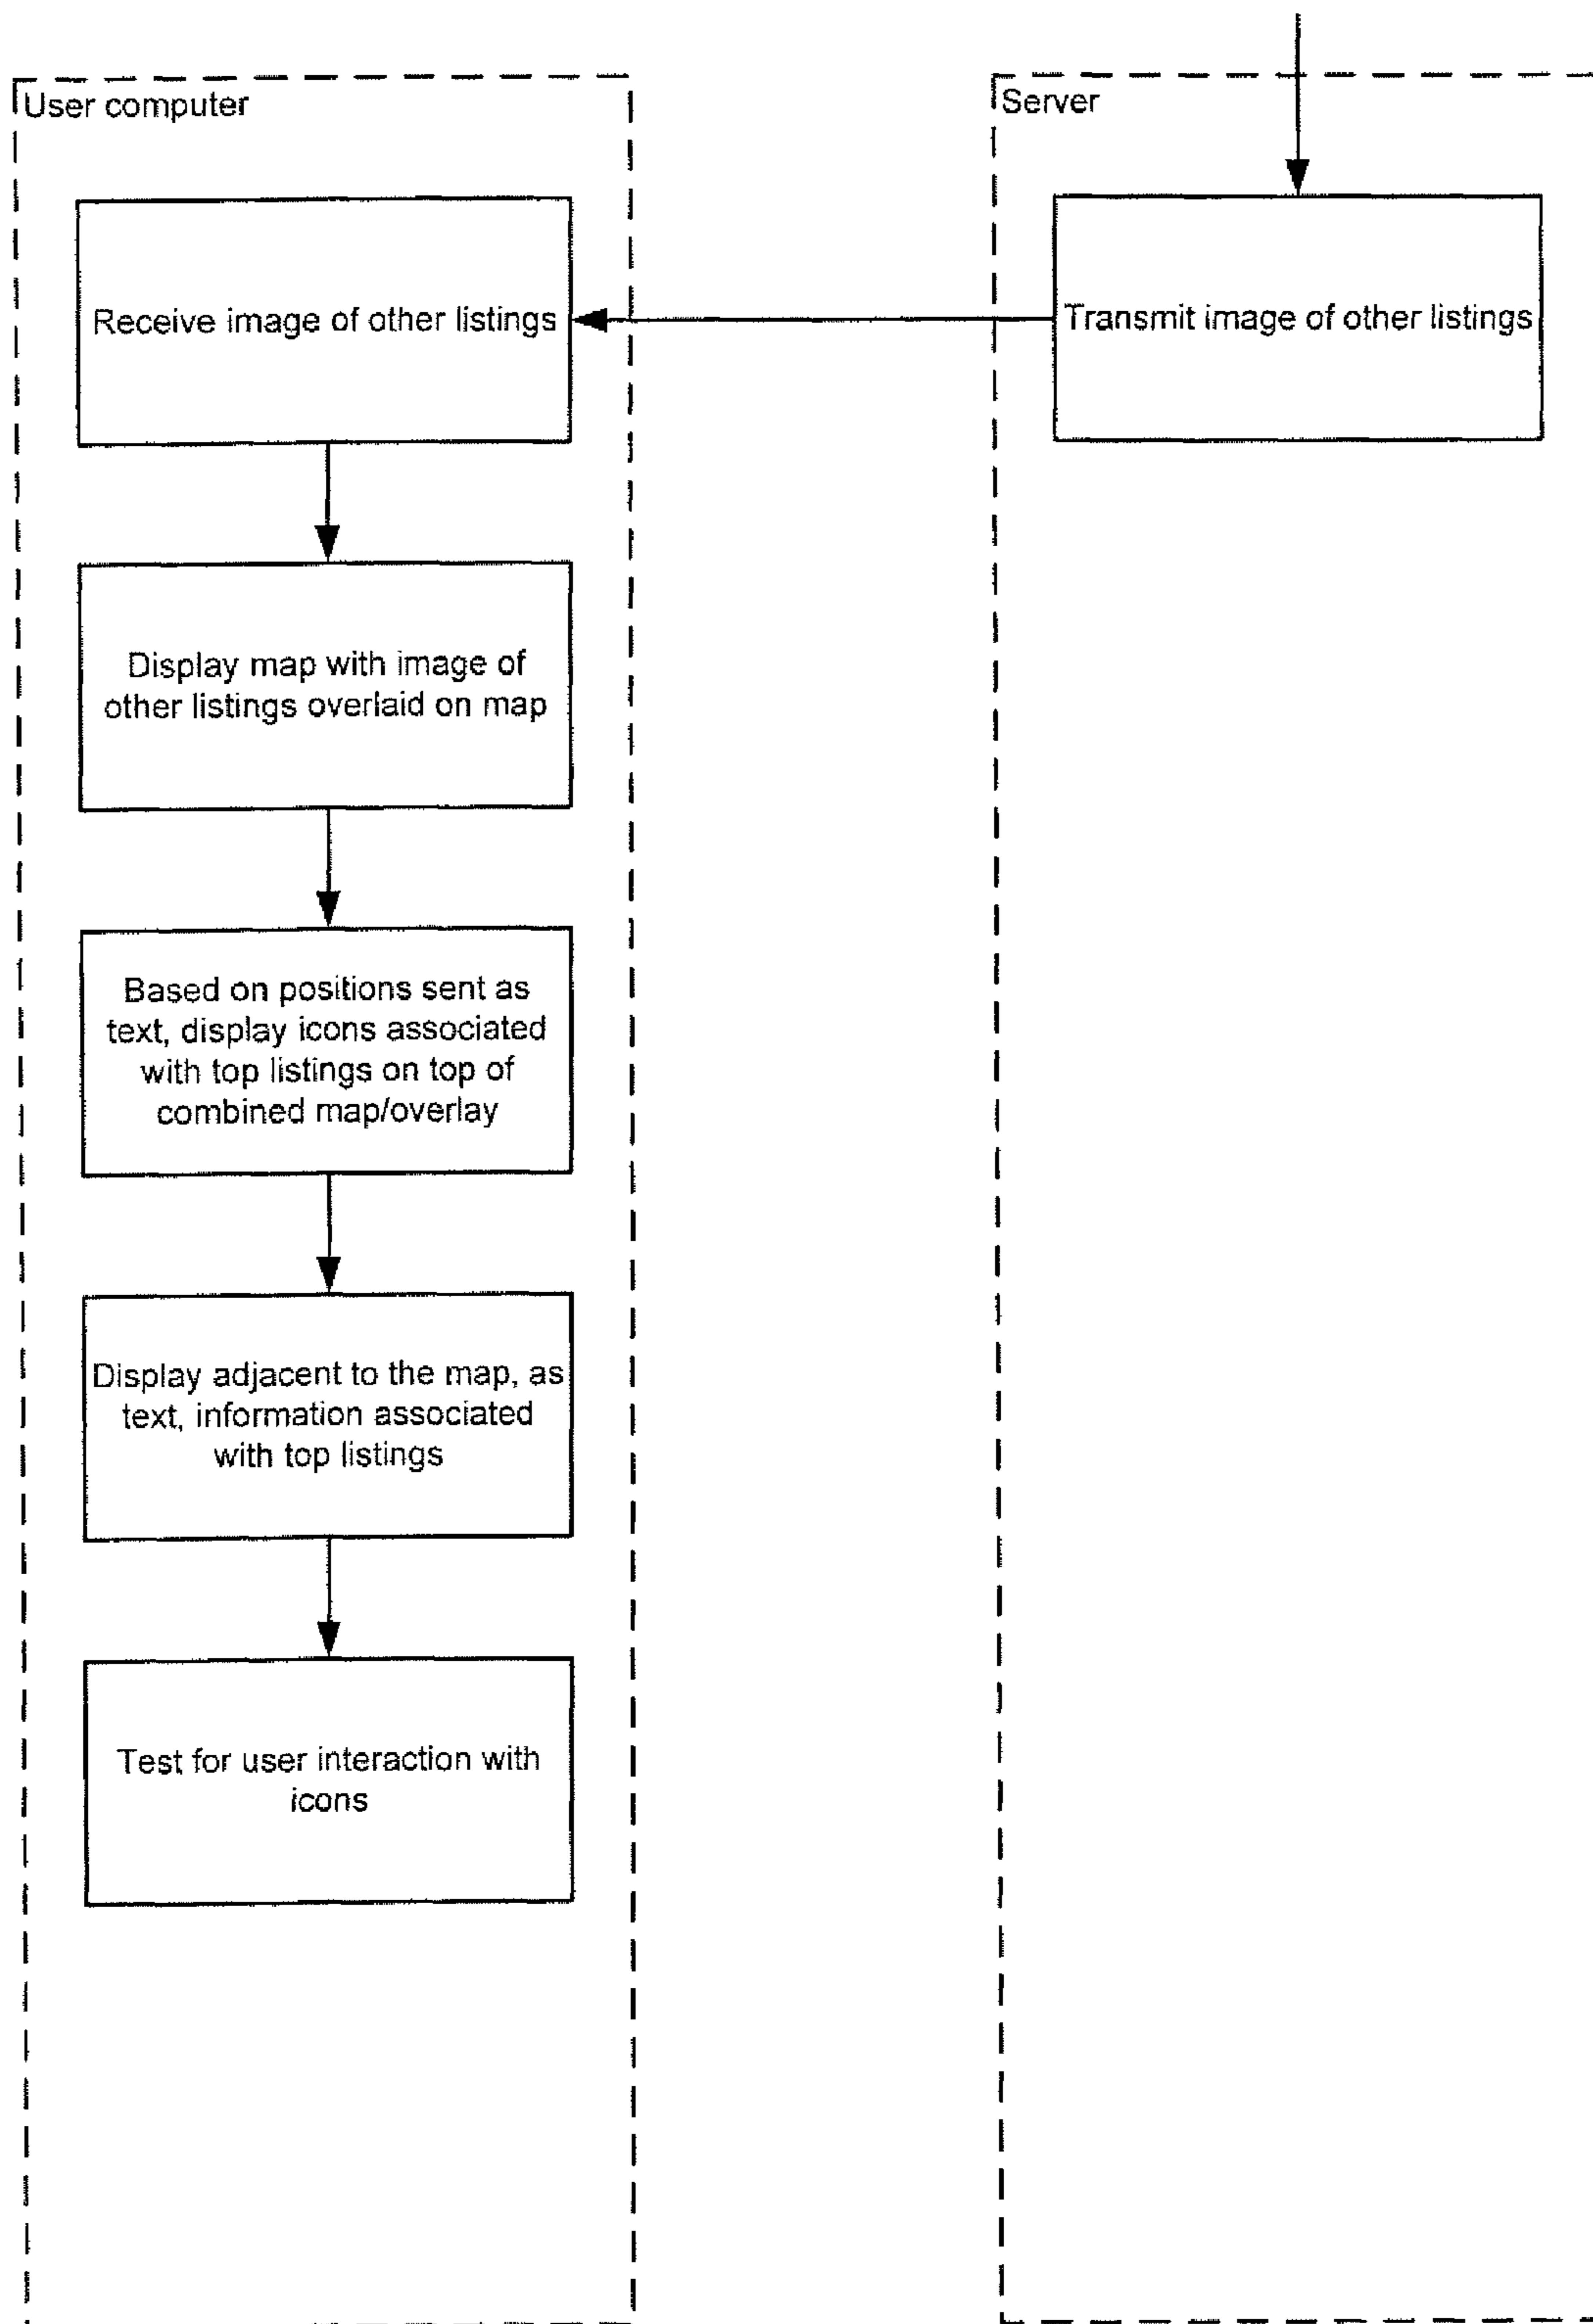 User computer
Server
Receive image of other listings
Transmit image of other listings
Display map with image of
other listings overlaid on map
Based on positions sent as
text, display icons associated
with top listings on top of
combined map/overlay
Display adjacent to the map, as
text, information associated
with top listings
Test for user interaction with
icons